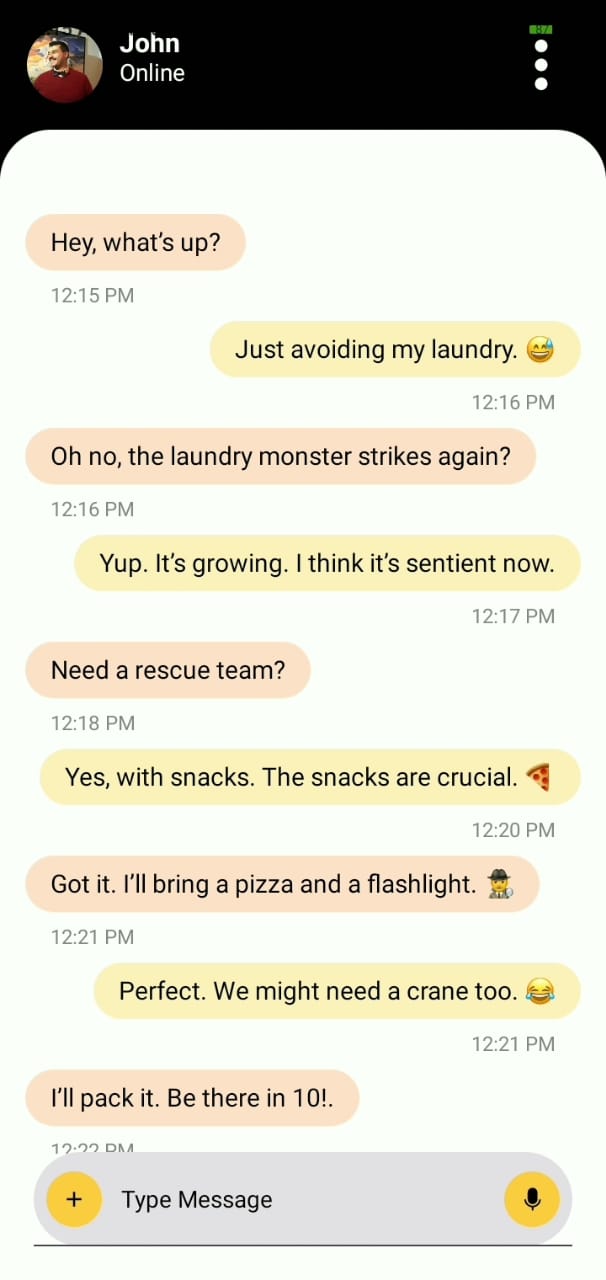 87
John
Online
Hey, what's up?
12:15 PM
Just avoiding my laundry. 😅
12:16 PM
Oh no, the laundry monster strikes again?
12:16 PM
Yup. It's growing. I think it's sentient now.
12:17 PM
Need a rescue team?
12:18 PM
Yes, with snacks. The snacks are crucial. 🍕
12:20 PM
Got it. I'll bring a pizza and a flashlight. 🕵️
12:21 PM
Perfect. We might need a crane too. 😂
12:21 PM
I'll pack it. Be there in 10!.
12:22 PM
+ Type Message